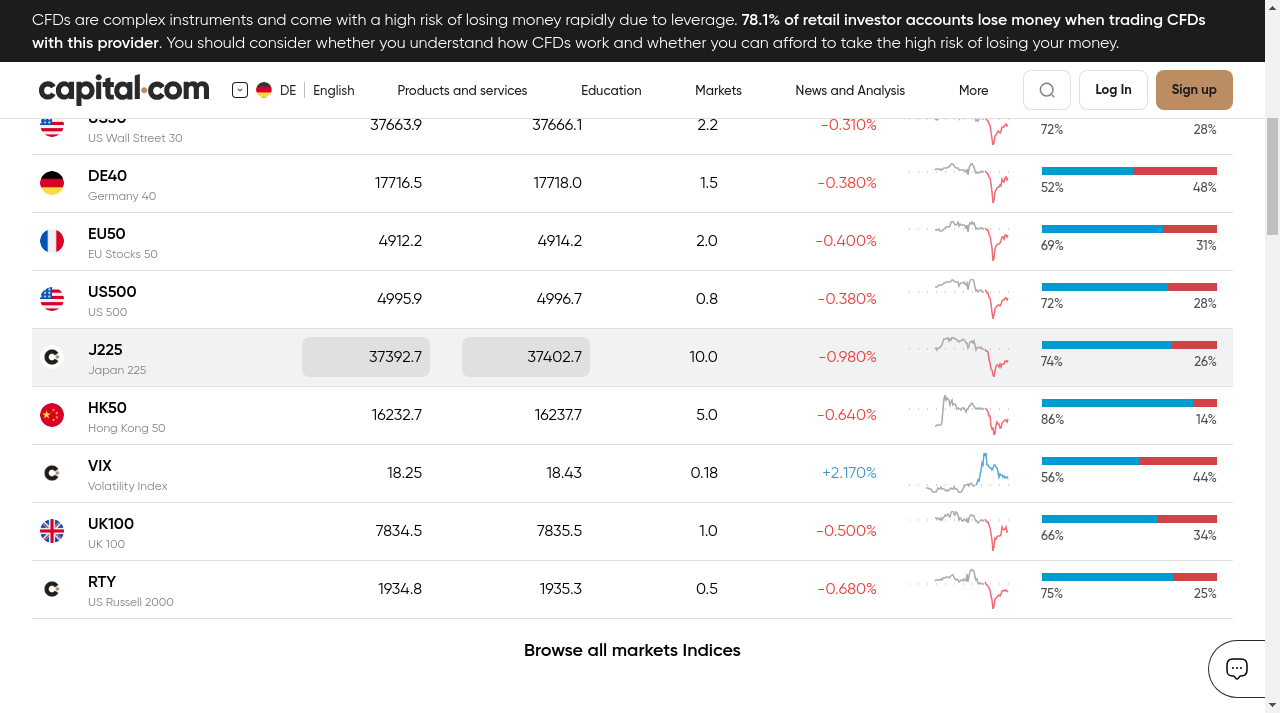 CFDs are complex instruments and come with a high risk of losing money rapidly due to leverage. 78.1% of retail investor accounts lose money when trading CFDs
with this provider. You should consider whether you understand how CFDs work and whether you can afford to take the high risk of losing your money.
capital.com DE English Products and services Education Markets News and Analysis More Log In Sign up
US30 37663.9 37666.1 2.2 -0.310% 72% 28%
US Wall Street 30
DE40 17716.5 17718.0 1.5 -0.380% 52% 48%
Germany 40
EU50 4912.2 4914.2 2.0 -0.400% 69% 31%
EU Stocks 50
US500 4995.9 4996.7 0.8 -0.380% 72% 28%
US 500
J225 37392.7 37402.7 10.0 -0.980% 74% 26%
Japan 225
HK50 16232.7 16237.7 5.0 -0.640% 86% 14%
Hong Kong 50
VIX 18.25 18.43 0.18 +2.170% 56% 44%
Volatility Index
UK100 7834.5 7835.5 1.0 -0.500% 66% 34%
UK 100
RTY 1934.8 1935.3 0.5 -0.680% 75% 25%
US Russell 2000
Browse all markets Indices